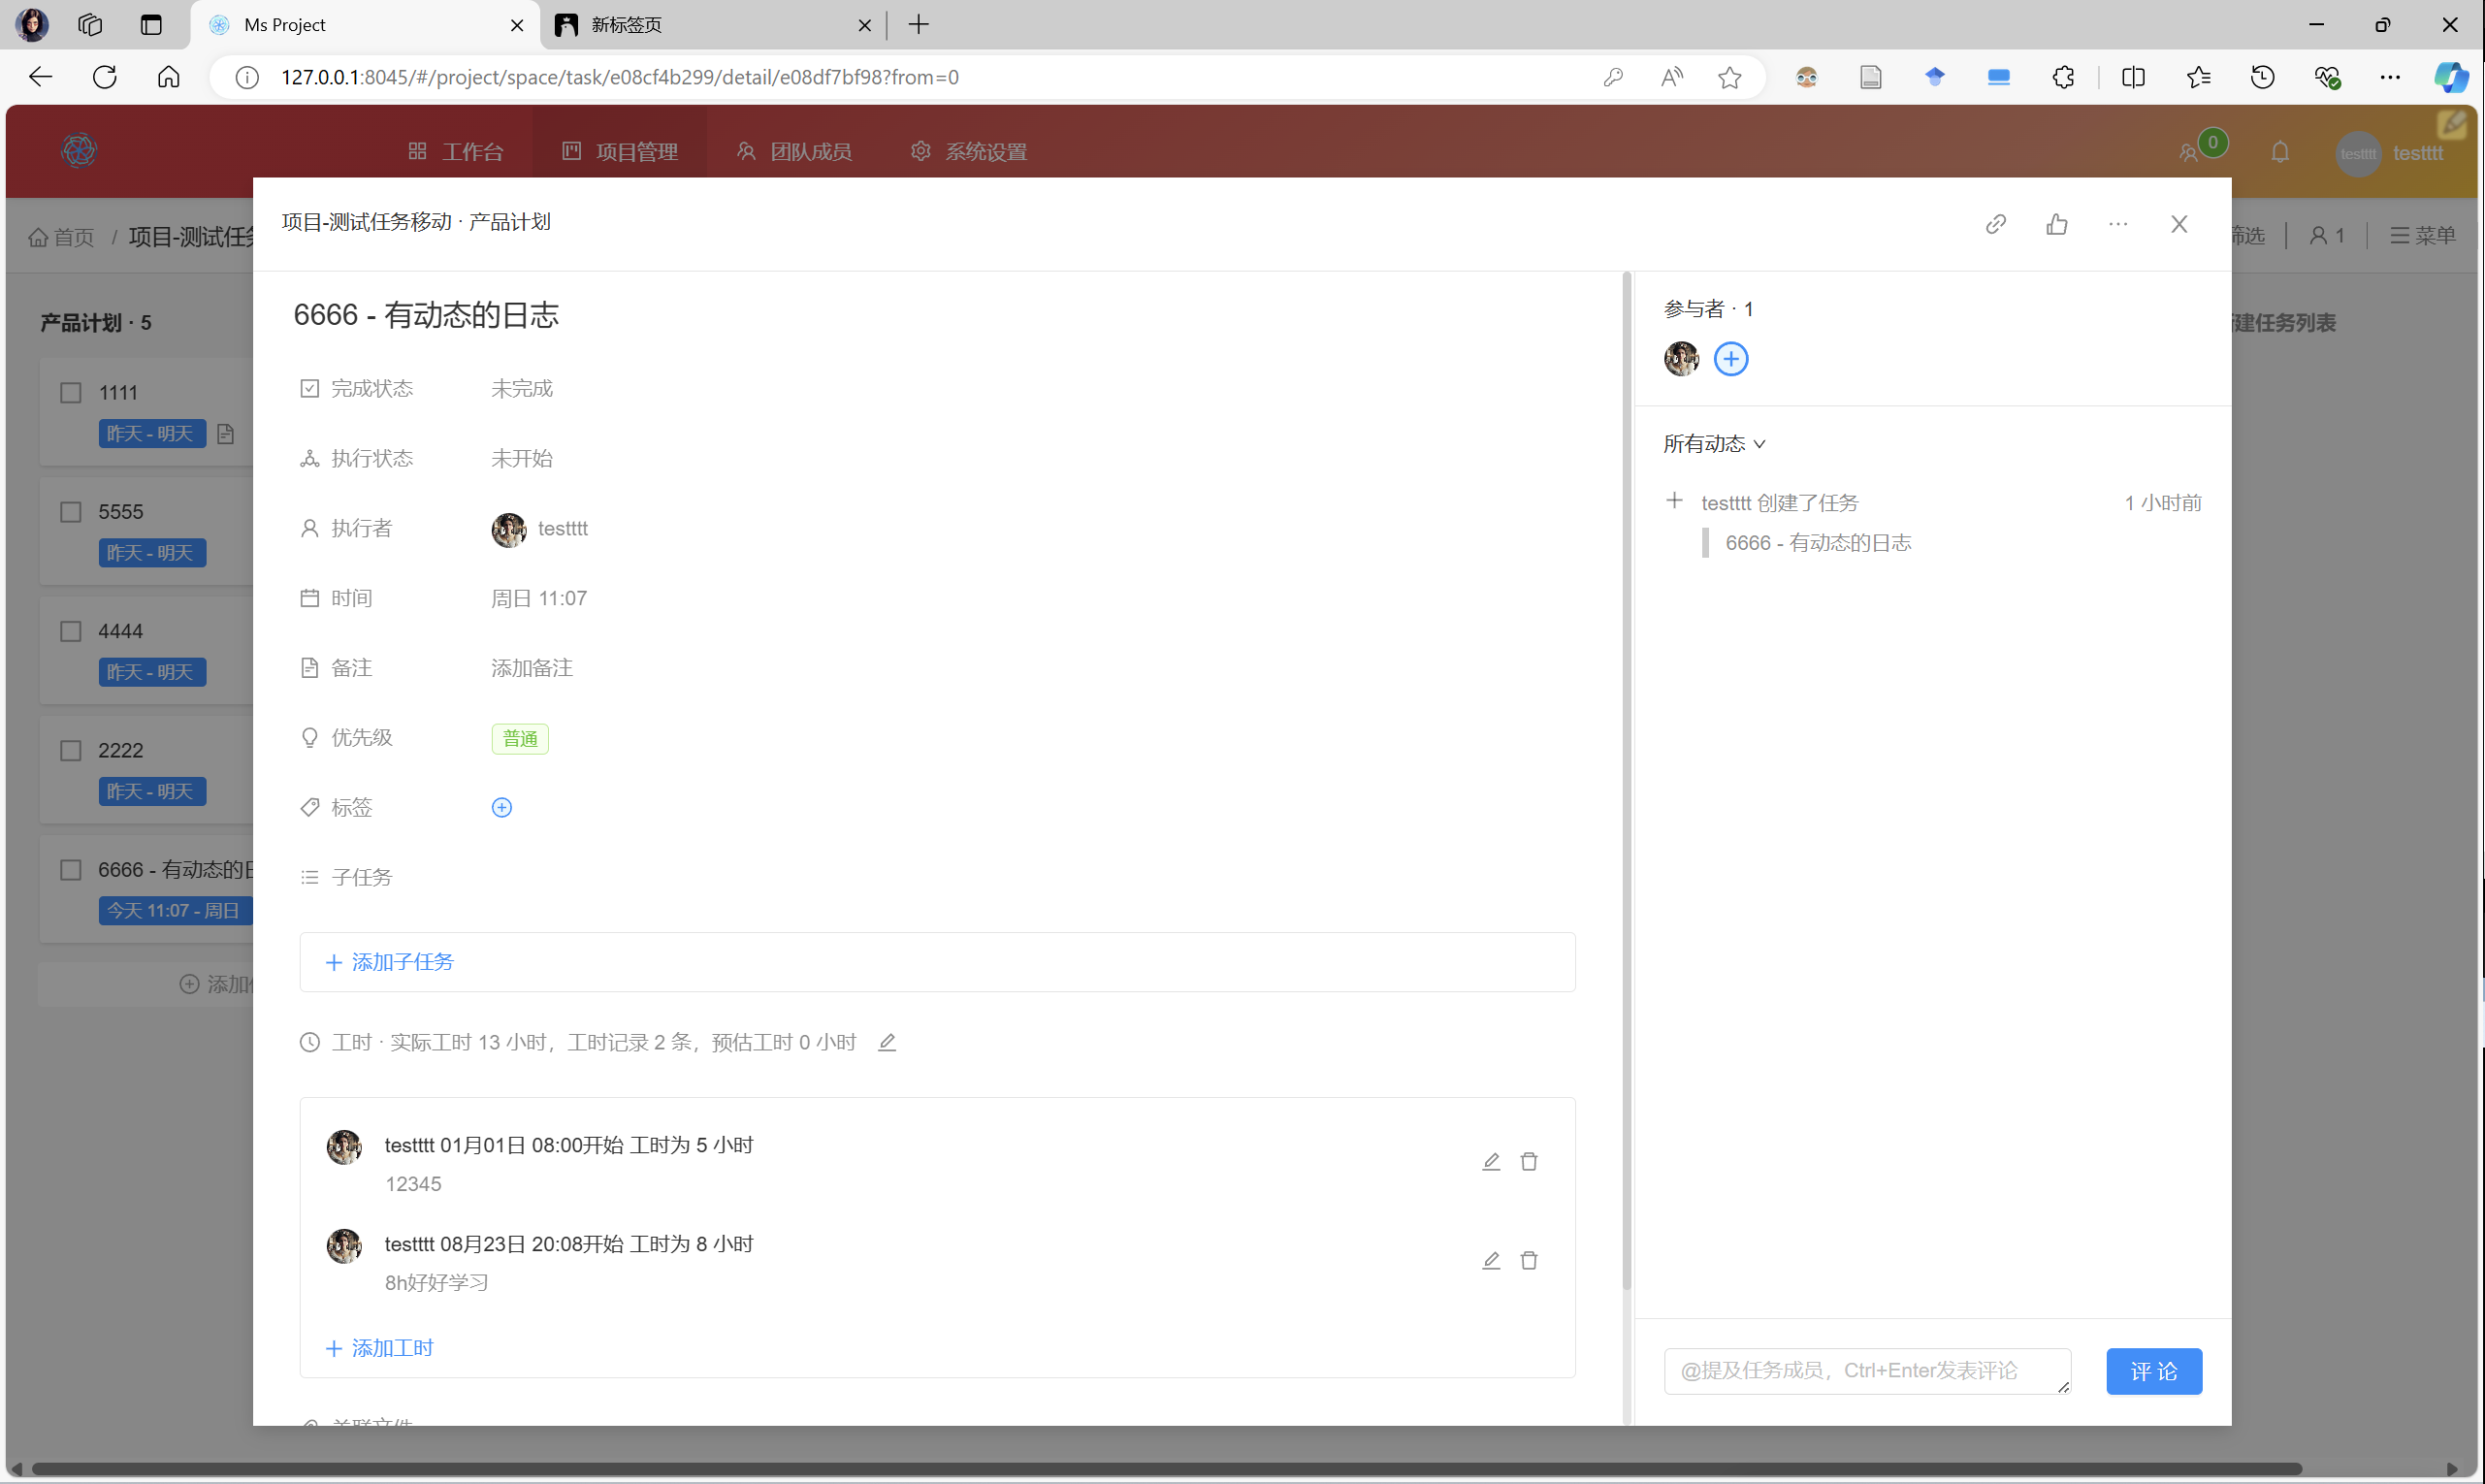 Ms Project
新标签页
127.0.0.1:8045/#/project/space/task/e08cf4b299/detail/e08df7bf98?from=0
工作台 项目管理 团队成员 系统设置
0
testttt testttt
首页 / 项目-测试任务
筛选 1 菜单
项目-测试任务移动 · 产品计划
产品计划 · 5
1111
昨天 - 明天
5555
昨天 - 明天
4444
昨天 - 明天
2222
昨天 - 明天
6666 - 有动态的日
今天 11:07 - 周日
添加任
6666 - 有动态的日志
完成状态 未完成
执行状态 未开始
执行者 testttt
时间 周日 11:07
备注 添加备注
优先级 普通
标签
子任务
添加子任务
工时 · 实际工时 13 小时，工时记录 2 条，预估工时 0 小时
testttt 01月01日 08:00开始 工时为 5 小时
12345
testttt 08月23日 20:08开始 工时为 8 小时
8h好好学习
添加工时
关联文件
参与者 · 1
所有动态
testttt 创建了任务 1 小时前
6666 - 有动态的日志
@提及任务成员，Ctrl+Enter发表评论
评 论
建任务列表